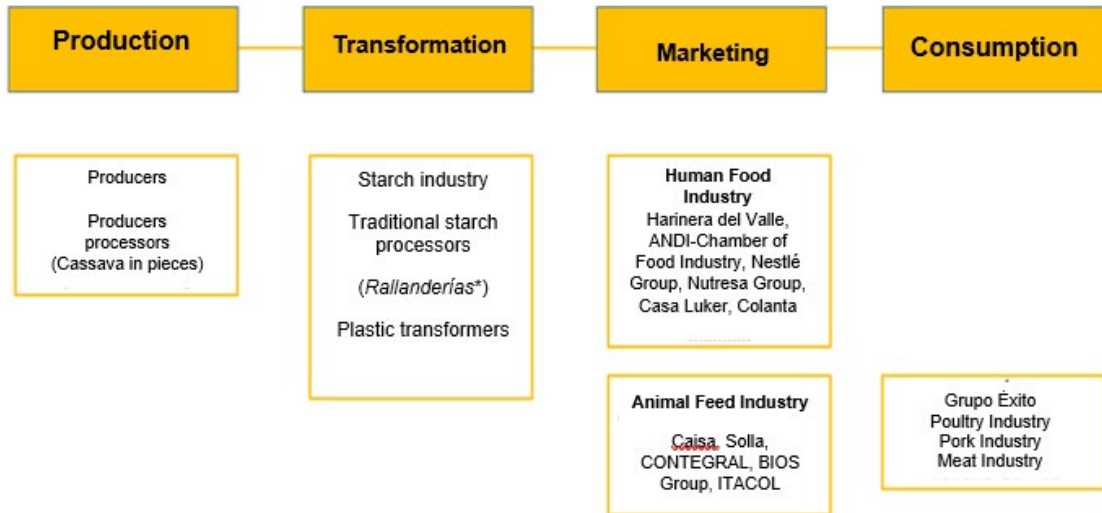 Production
Transformation
Marketing
Consumption
Producers
Producers
processors
(Cassava in pieces)
Starch industry
Traditional starch
processors
(Rallanderías*)
Plastic transformers
Human Food
Industry
Harinera del Valle,
ANDI-Chamber of
Food Industry, Nestlé
Group, Nutresa Group,
Casa Luker, Colanta
Animal Feed Industry
Caisa, Solla,
CONTEGRAL, BIOS
Group, ITACOL
Grupo Éxito
Poultry Industry
Pork Industry
Meat Industry